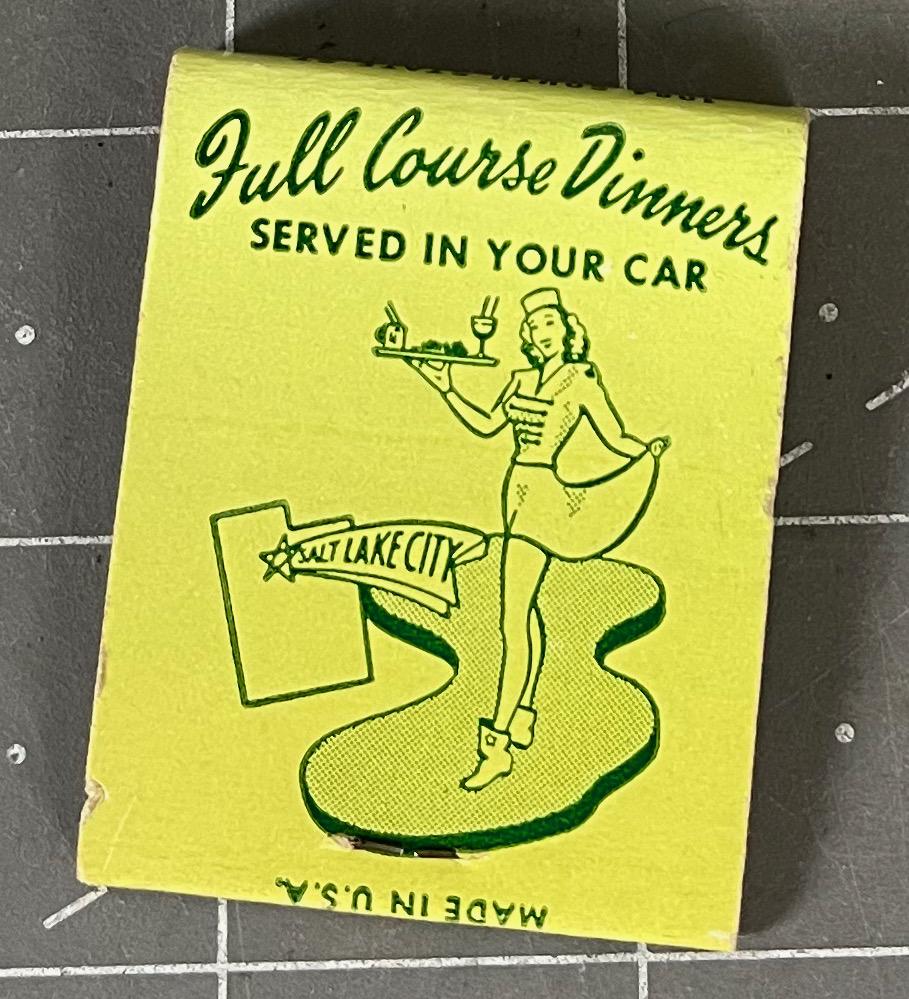 Full Course Dinners
SERVED IN YOUR CAR
SALT LAKE CITY
MADE IN U.S.A.